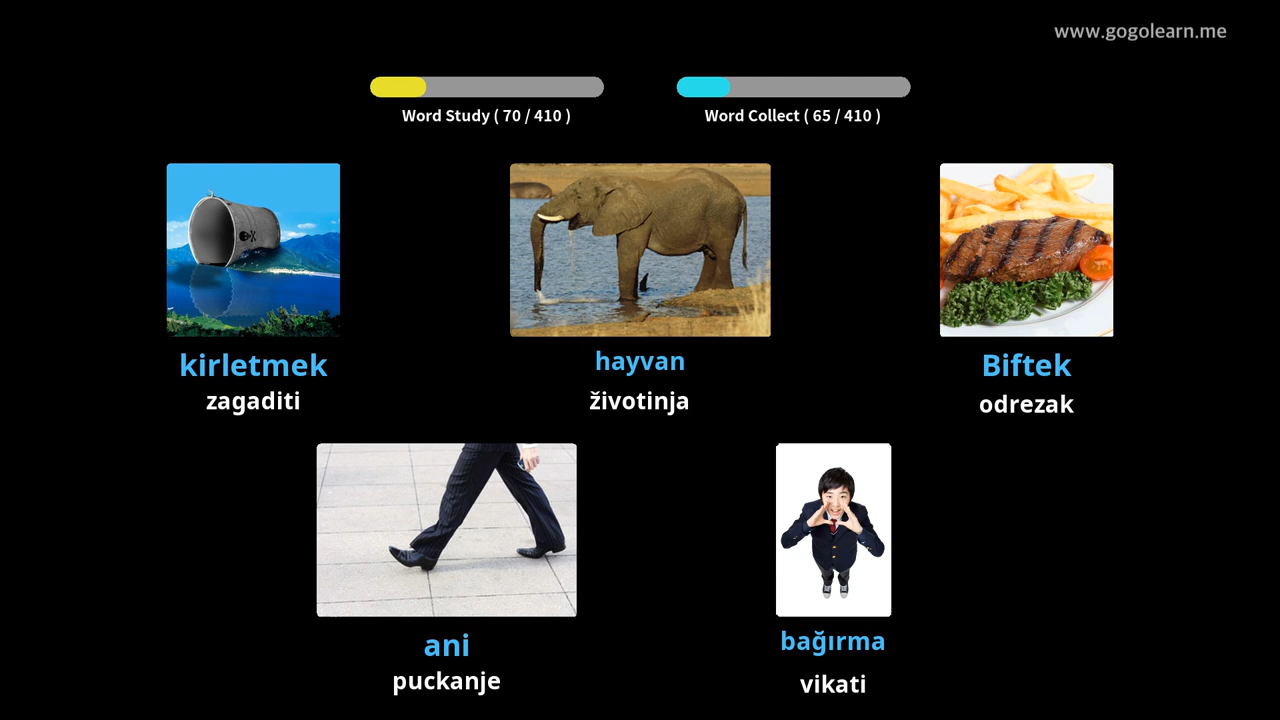 www.gogolearn.me
Word Study ( 70 / 410 )
Word Collect ( 65 / 410 )
kirletmek
zagaditi
hayvan
životinja
Biftek
odrezak
ani
puckanje
bağırma
vikati